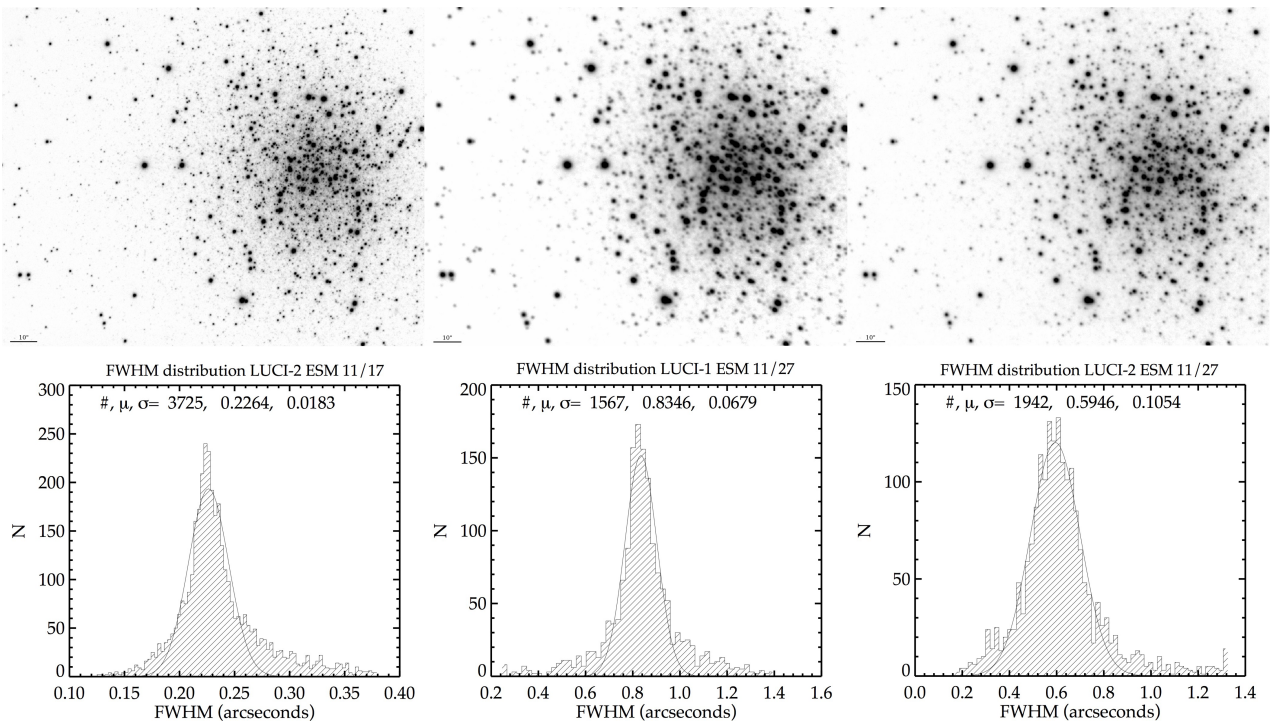 10"
10"
10"
FWHM distribution LUCI-2 ESM 11/17
#, μ, σ= 3725, 0.2264, 0.0183
300
250
200
150
100
50
0
N
0.10 0.15 0.20 0.25 0.30 0.35 0.40
FWHM (arcseconds)
FWHM distribution LUCI-1 ESM 11/27
#, μ, σ= 1567, 0.8346, 0.0679
200
150
100
50
0
N
0.2 0.4 0.6 0.8 1.0 1.2 1.4 1.6
FWHM (arcseconds)
FWHM distribution LUCI-2 ESM 11/27
#, μ, σ= 1942, 0.5946, 0.1054
150
100
50
0
N
0.0 0.2 0.4 0.6 0.8 1.0 1.2 1.4
FWHM (arcseconds)